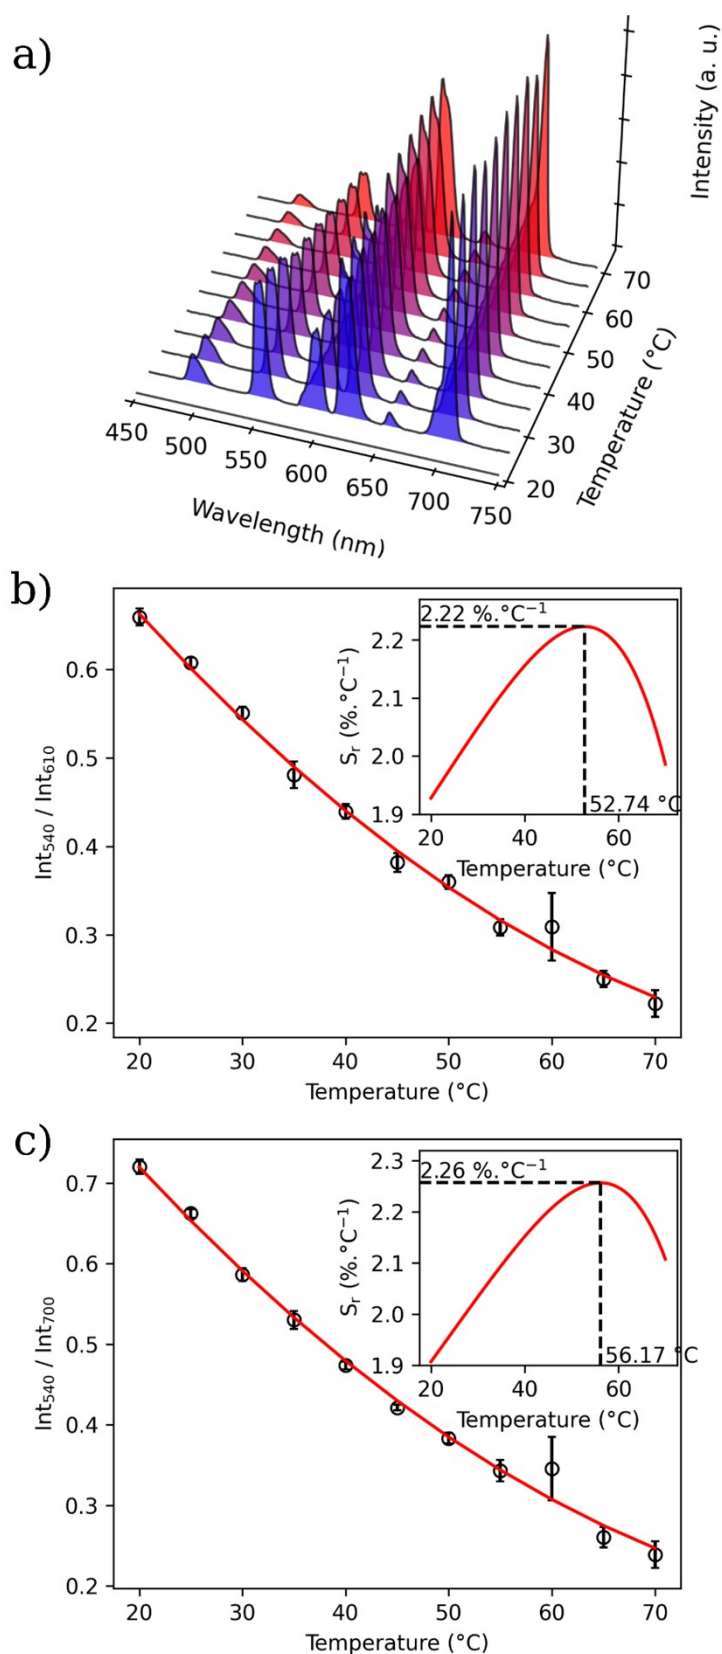 a)
Intensity (a. u.)
70
60
50
40
30
20
Temperature (°C)
450
500
550
600
650
700
750
Wavelength (nm)
b)
0.6
0.5
0.4
0.3
0.2
Int540 / Int610
20 30 40 50 60 70
Temperature (°C)
2.22 %.°C⁻¹
2.2
2.1
2.0
1.9
Sr (%.°C⁻¹)
52.74 °C
20 40 60
Temperature (°C)
c)
0.7
0.6
0.5
0.4
0.3
0.2
Int540 / Int700
20 30 40 50 60 70
Temperature (°C)
2.3
2.26 %.°C⁻¹
2.2
2.1
2.0
1.9
Sr (%.°C⁻¹)
56.17 °C
20 40 60
Temperature (°C)